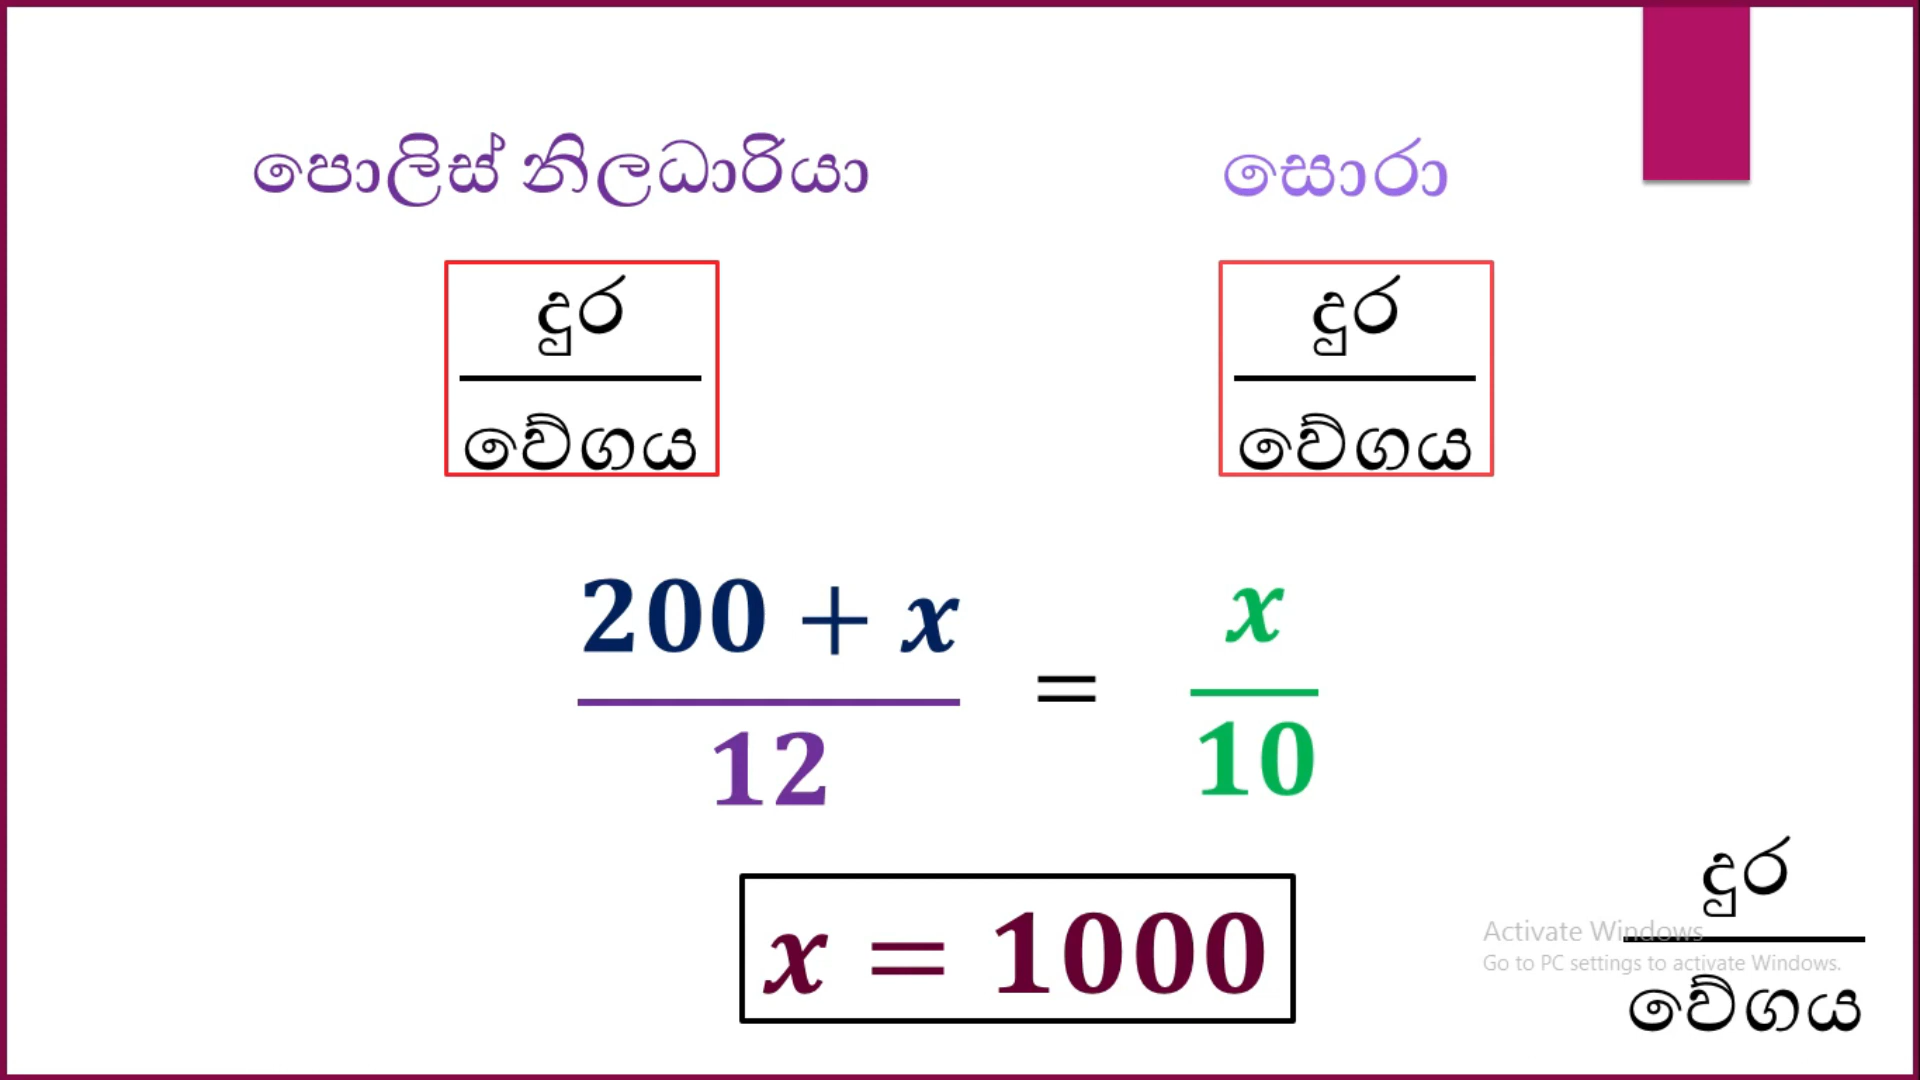 පොලිස් නිලධාරියා
සොරා
දුර
වේගය
දුර
වේගය
200 + x
12
=
x
10
x = 1000
දුර
වේගය
Activate Windows
Go to PC settings to activate Windows.